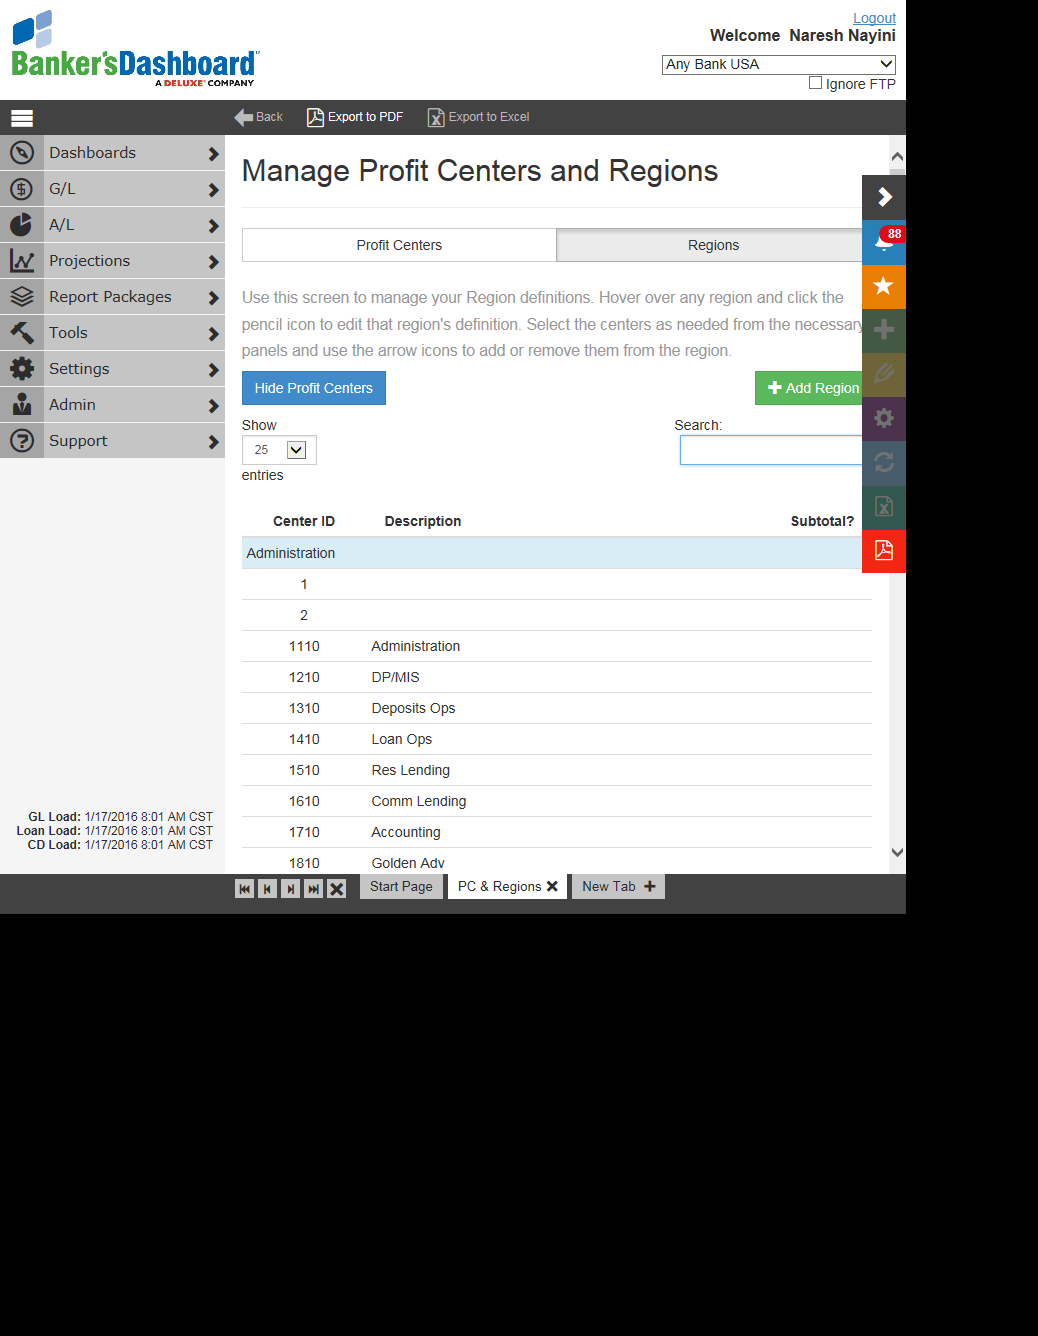 Logout
Welcome Naresh Nayini
Banker'sDashboard
A DELUXE COMPANY
Any Bank USA
Ignore FTP
Back Export to PDF Export to Excel
Dashboards
G/L
A/L
Projections
Report Packages
Tools
Settings
Admin
Support
GL Load: 1/17/2016 8:01 AM CST
Loan Load: 1/17/2016 8:01 AM CST
CD Load: 1/17/2016 8:01 AM CST
Manage Profit Centers and Regions
88
Profit Centers Regions
Use this screen to manage your Region definitions. Hover over any region and click the
pencil icon to edit that region's definition. Select the centers as needed from the necessary
panels and use the arrow icons to add or remove them from the region.
Hide Profit Centers Add Region
Show Search:
25
entries
Center ID Description Subtotal?
Administration
1
2
1110 Administration
1210 DP/MIS
1310 Deposits Ops
1410 Loan Ops
1510 Res Lending
1610 Comm Lending
1710 Accounting
1810 Golden Adv
Start Page PC & Regions New Tab